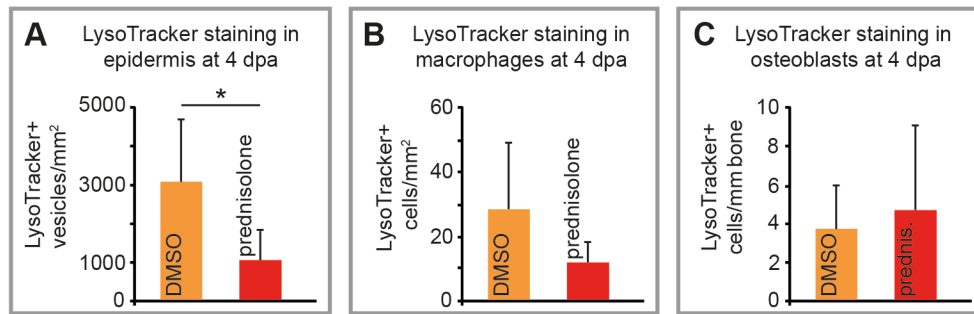 A
LysoTracker staining in
epidermis at 4 dpa
LysoTracker+
vesicles/mm²
5000
3000
1000
0
*
DMSO
prednisolone
B
LysoTracker staining in
macrophages at 4 dpa
LysoTracker+
cells/mm²
60
40
20
0
DMSO
prednisolone
C
LysoTracker staining in
osteoblasts at 4 dpa
LysoTracker+
cells/mm bone
10
8
6
4
2
0
DMSO
prednis.